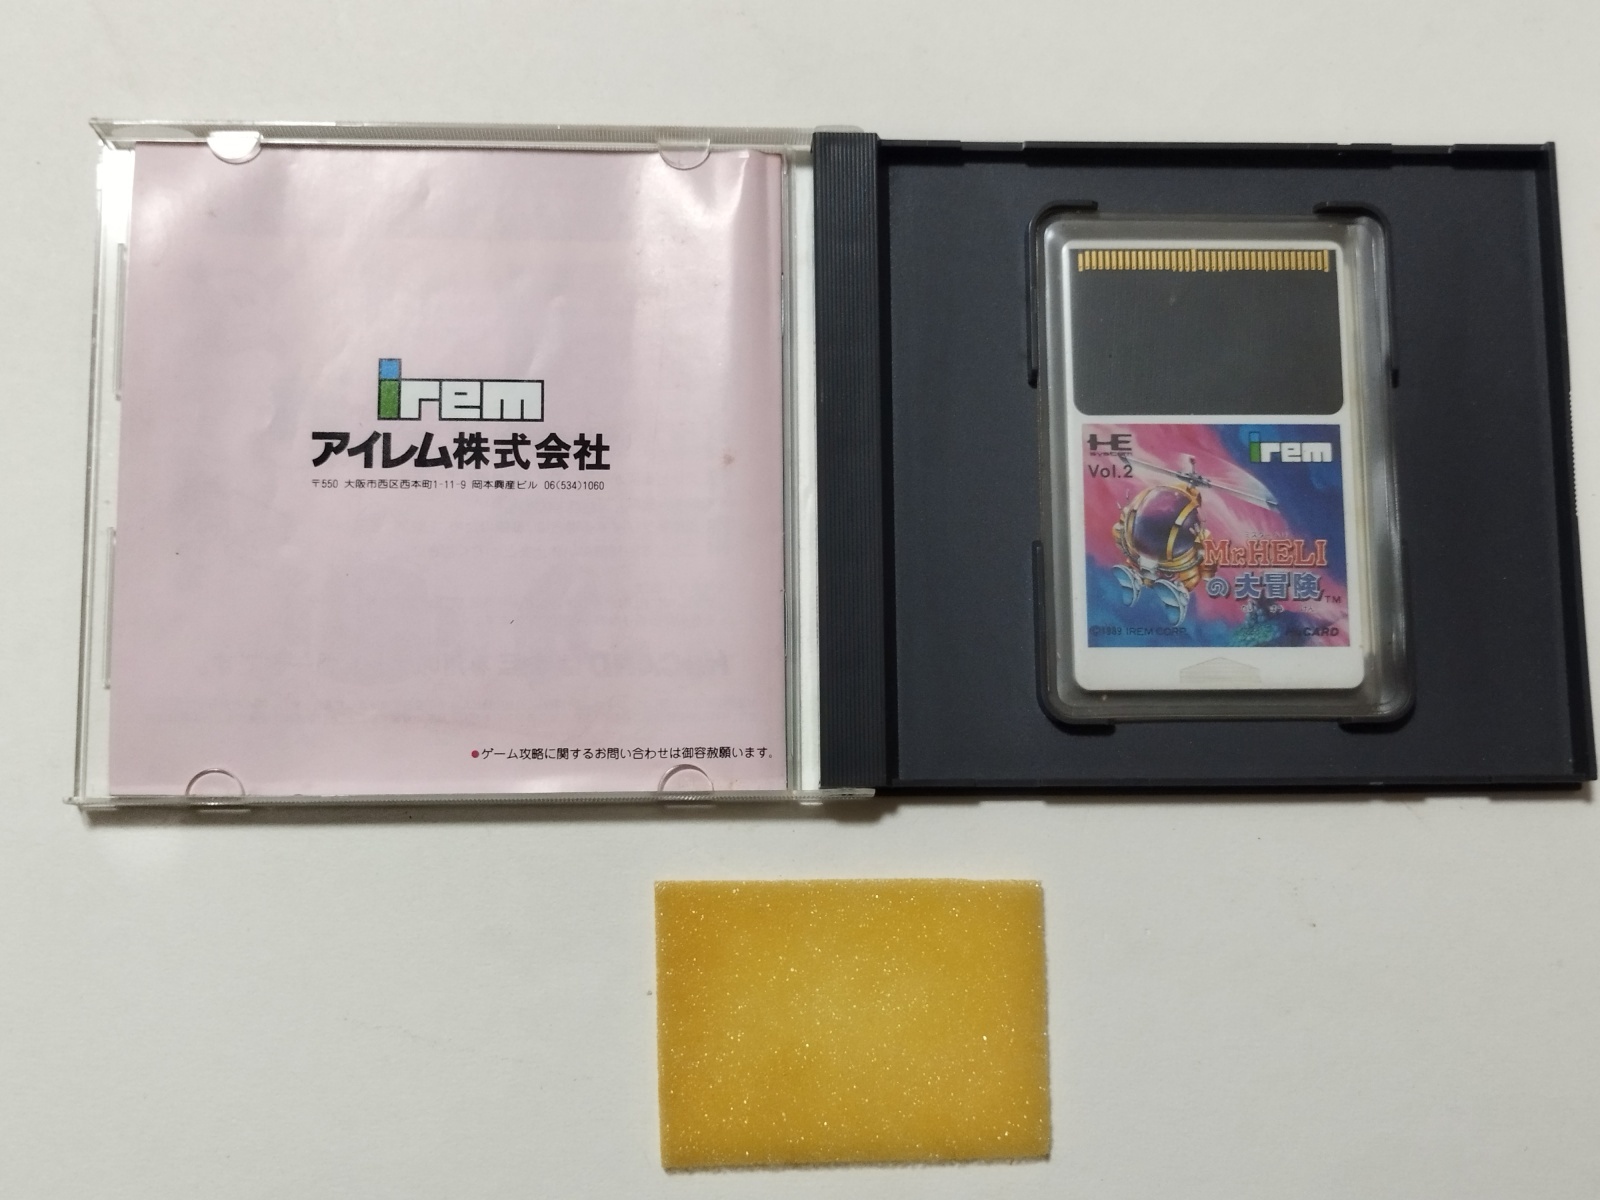 irem
アイレム株式会社
〒550 大阪市西区西本町1-11-9 岡本興産ビル 06(534)1060
●ゲーム攻略に関するお問い合わせは御容赦願います。
HE
system
Vol.2
irem
Mr.HELI
の大冒険
TM
©1989 IREM CORP.
HuCARD